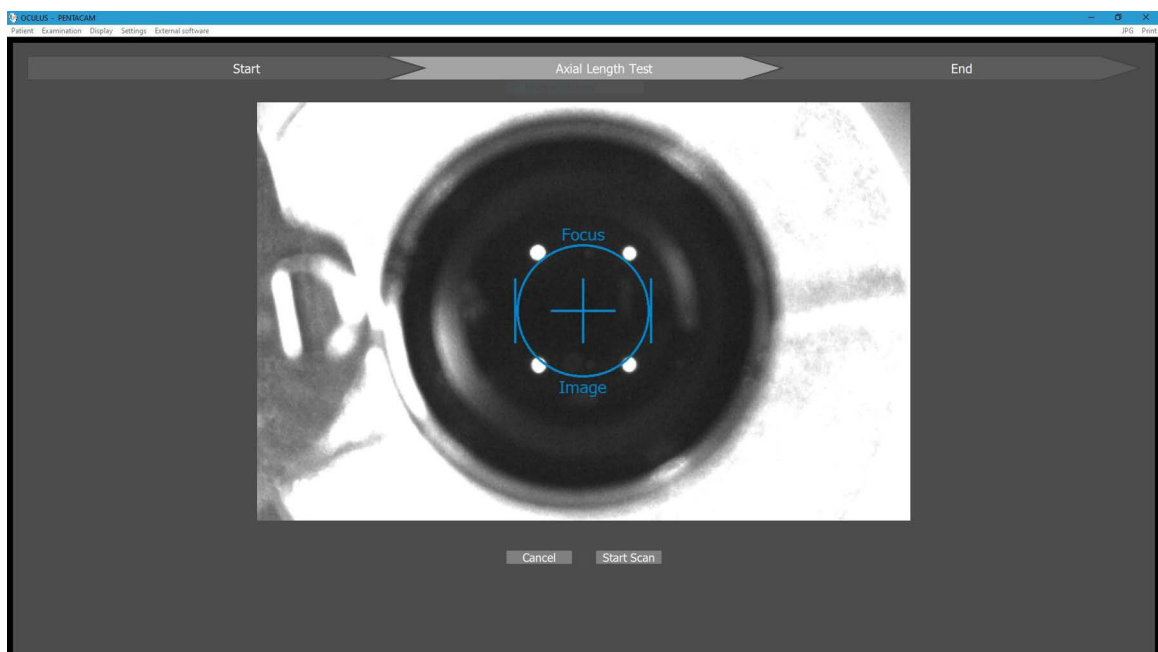 OCULUS - PENTACAM
Patient Examination Display Settings External software JPG Print
Start Axial Length Test End
Focus
Image
Cancel Start Scan